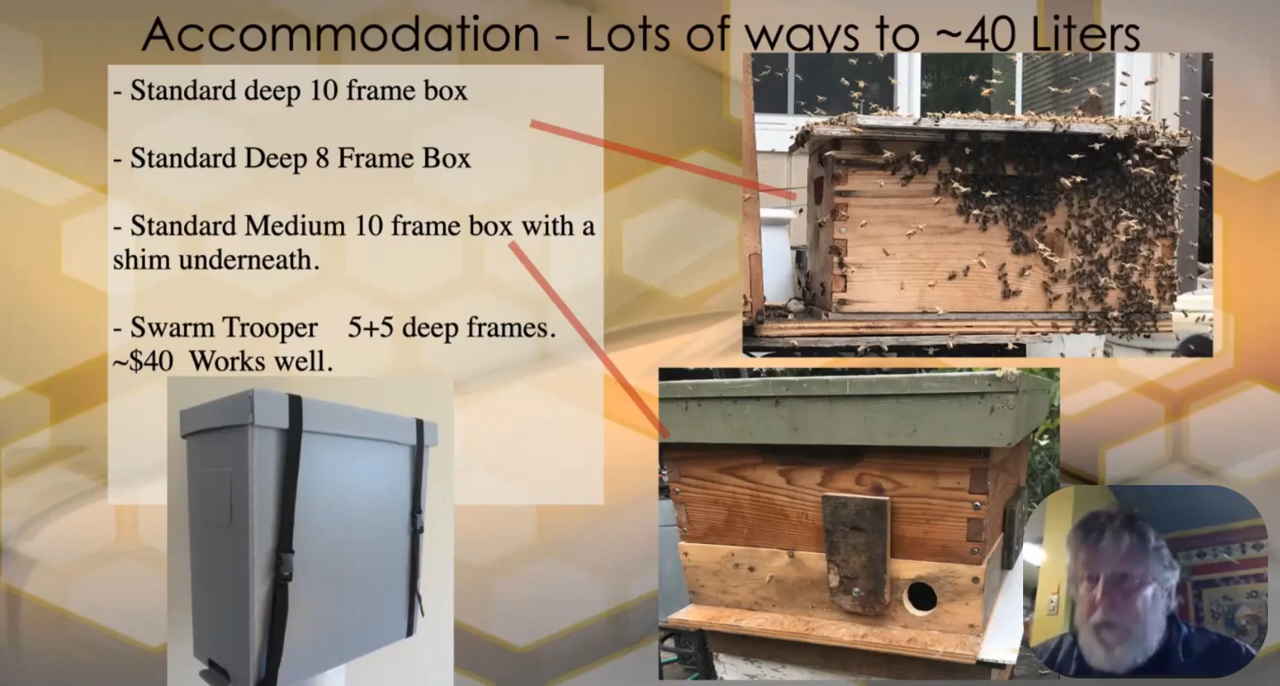 Accommodation - Lots of ways to ~40 Liters
- Standard deep 10 frame box
- Standard Deep 8 Frame Box
- Standard Medium 10 frame box with a
shim underneath.
- Swarm Trooper    5+5 deep frames.
~$40  Works well.